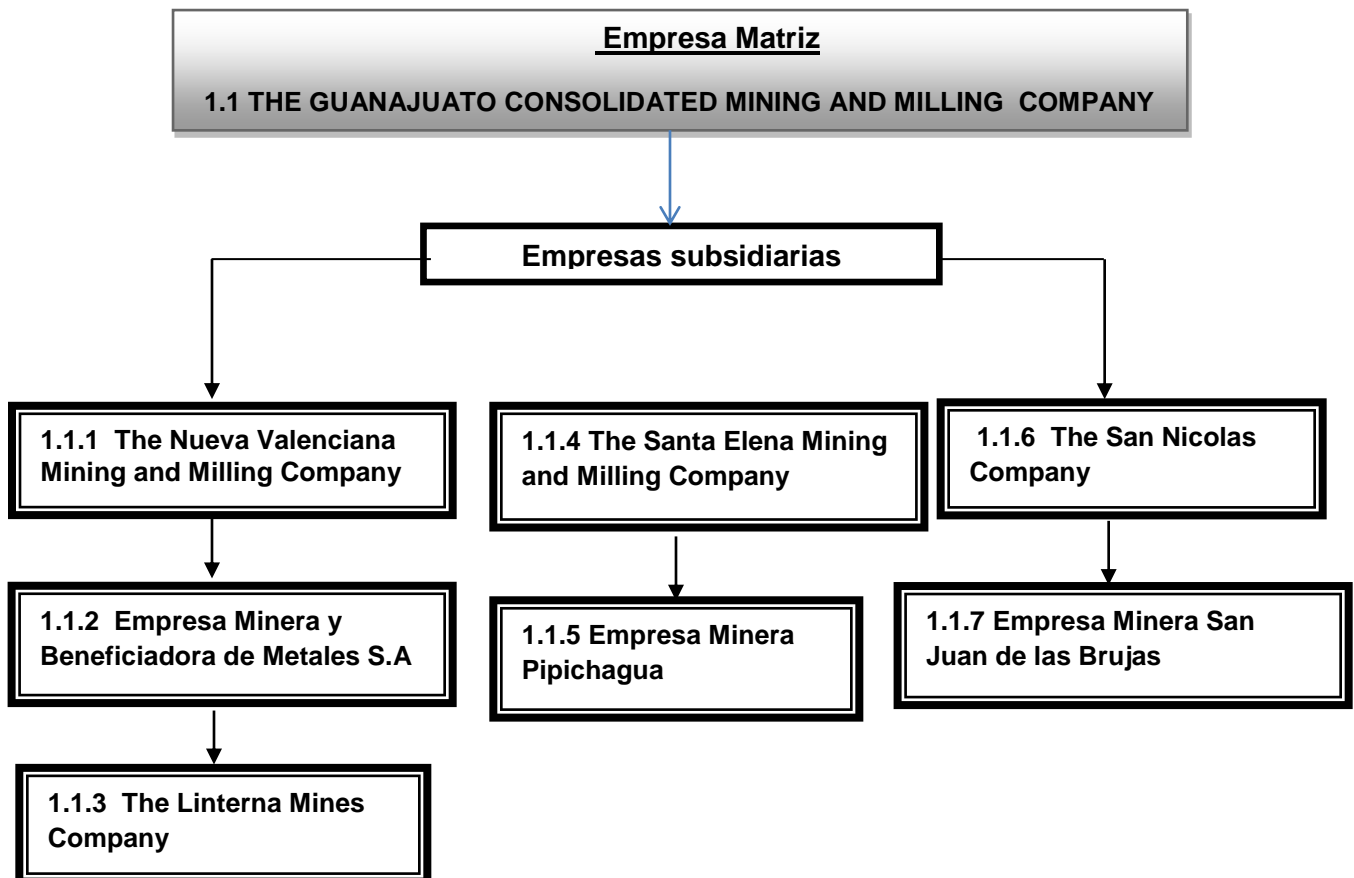 Empresa Matriz
1.1 THE GUANAJUATO CONSOLIDATED MINING AND MILLING COMPANY
Empresas subsidiarias
1.1.1 The Nueva Valenciana
Mining and Milling Company
1.1.4 The Santa Elena Mining
and Milling Company
1.1.6 The San Nicolas
Company
1.1.2 Empresa Minera y
Beneficiadora de Metales S.A
1.1.5 Empresa Minera
Pipichagua
1.1.7 Empresa Minera San
Juan de las Brujas
1.1.3 The Linterna Mines
Company